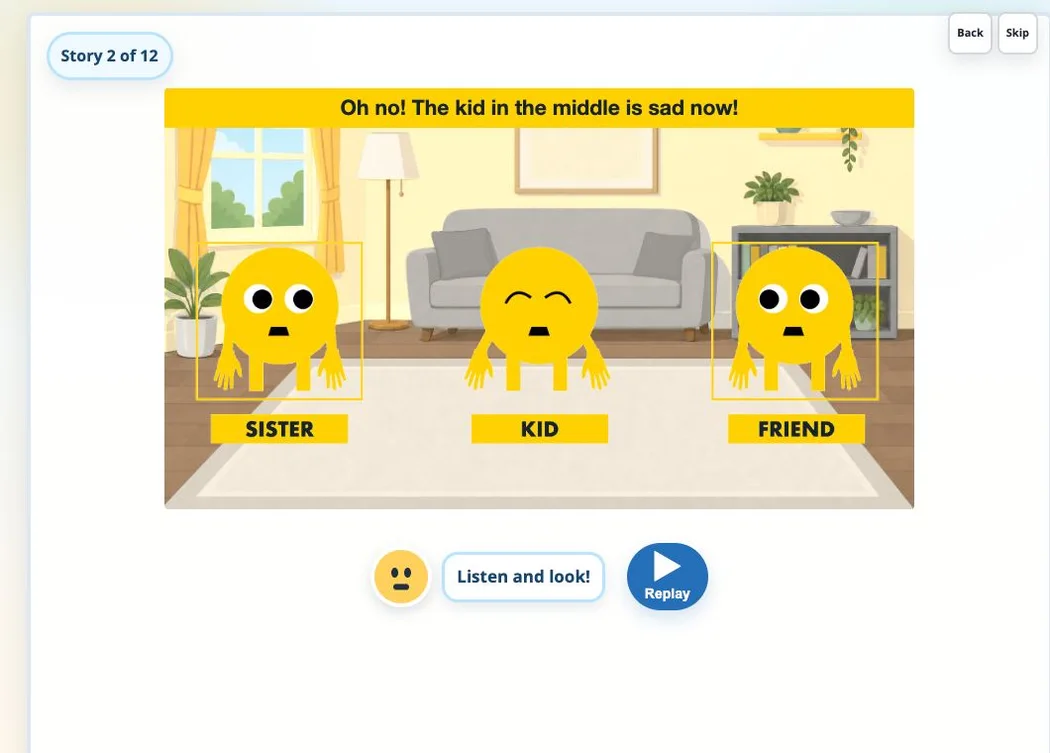 Back
Skip
Story 2 of 12
Oh no! The kid in the middle is sad now!
SISTER
KID
FRIEND
Listen and look!
Replay